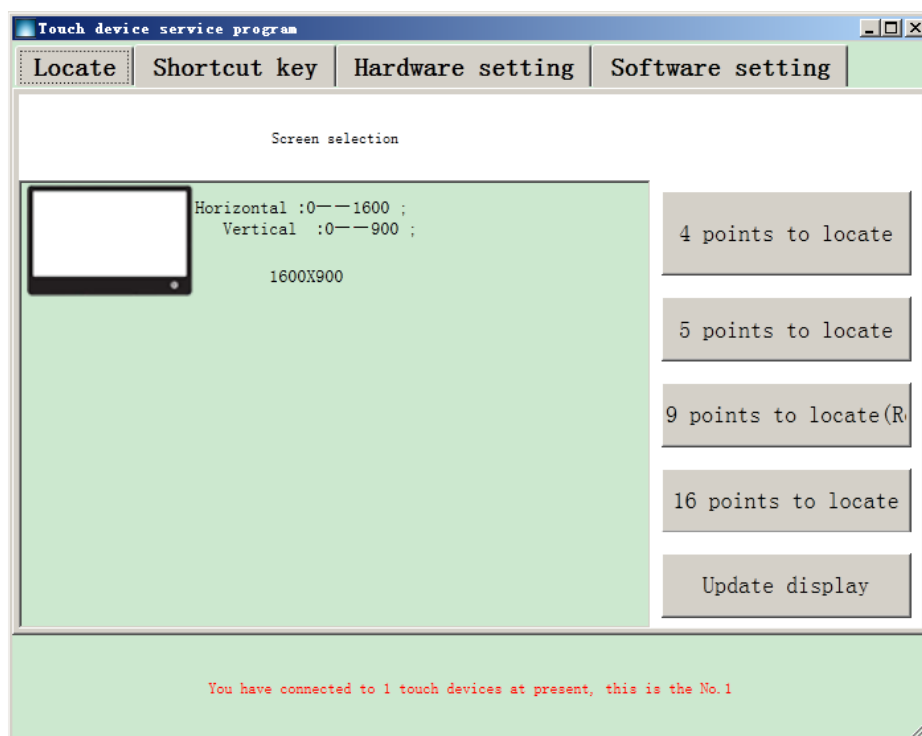 Touch device service program
Locate
Shortcut key
Hardware setting
Software setting
Screen selection
Horizontal :0——1600 ;
Vertical :0——900 ;
1600X900
4 points to locate
5 points to locate
9 points to locate(R
16 points to locate
Update display
You have connected to 1 touch devices at present, this is the No.1